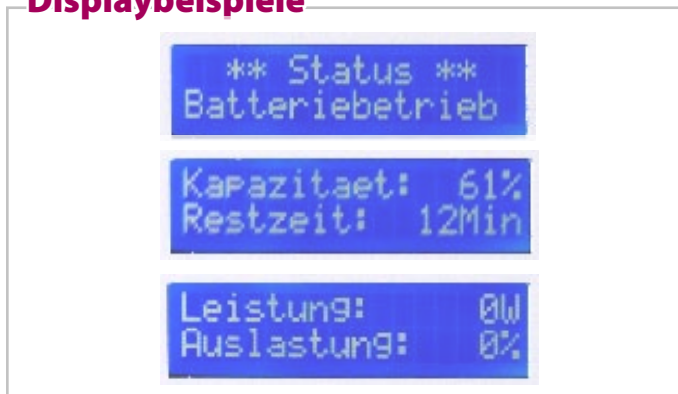 Displaybeispiele
** Status **
Batteriebetrieb
Kapazitaet: 61%
Restzeit: 12Min
Leistung: 0W
Auslastung: 0%